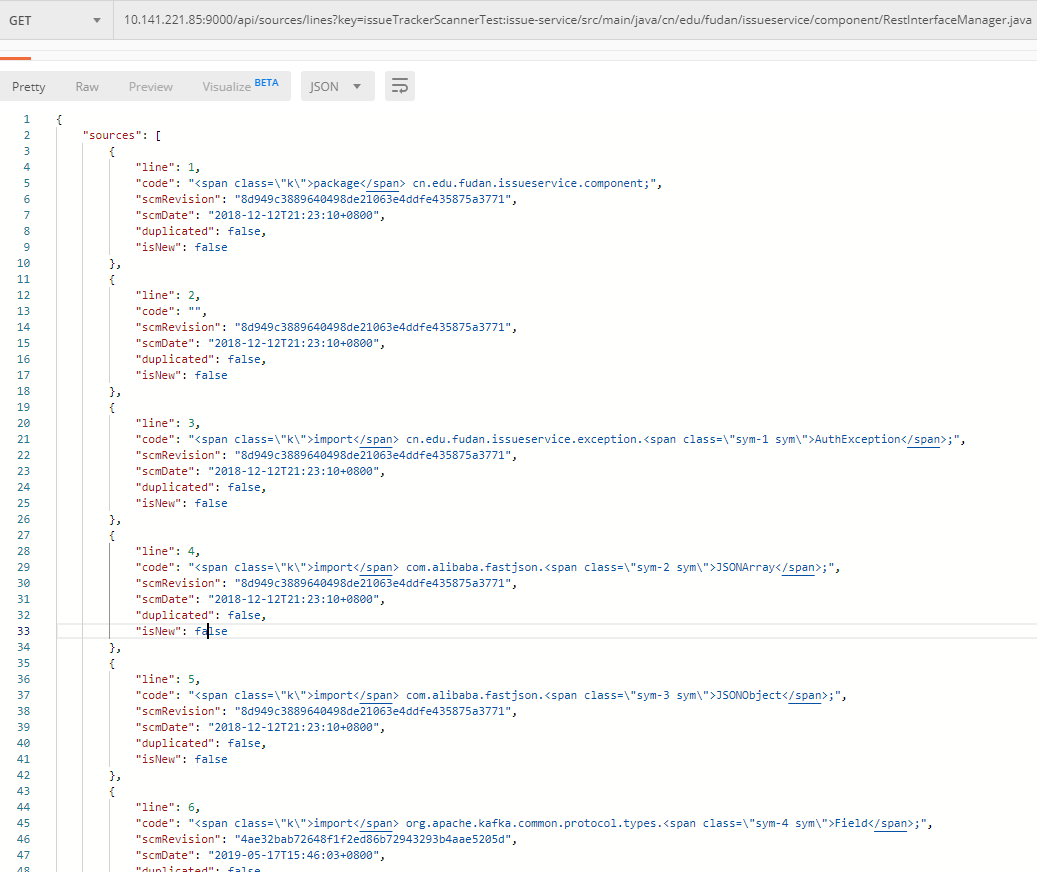 GET 10.141.221.85:9000/api/sources/lines?key=issueTrackerScannerTest:issue-service/src/main/java/cn/edu/fudan/issueservice/component/RestInterfaceManager.java
Pretty Raw Preview Visualize BETA JSON
1 {
2 "sources": [
3 {
4 "line": 1,
5 "code": "<span class=\"k\">package</span> cn.edu.fudan.issueservice.component;",
6 "scmRevision": "8d949c3889640498de21063e4ddfe435875a3771",
7 "scmDate": "2018-12-12T21:23:10+0800",
8 "duplicated": false,
9 "isNew": false
10 },
11 {
12 "line": 2,
13 "code": "",
14 "scmRevision": "8d949c3889640498de21063e4ddfe435875a3771",
15 "scmDate": "2018-12-12T21:23:10+0800",
16 "duplicated": false,
17 "isNew": false
18 },
19 {
20 "line": 3,
21 "code": "<span class=\"k\">import</span> cn.edu.fudan.issueservice.exception.<span class=\"sym-1 sym\">AuthException</span>;",
22 "scmRevision": "8d949c3889640498de21063e4ddfe435875a3771",
23 "scmDate": "2018-12-12T21:23:10+0800",
24 "duplicated": false,
25 "isNew": false
26 },
27 {
28 "line": 4,
29 "code": "<span class=\"k\">import</span> com.alibaba.fastjson.<span class=\"sym-2 sym\">JSONArray</span>;",
30 "scmRevision": "8d949c3889640498de21063e4ddfe435875a3771",
31 "scmDate": "2018-12-12T21:23:10+0800",
32 "duplicated": false,
33 "isNew": false
34 },
35 {
36 "line": 5,
37 "code": "<span class=\"k\">import</span> com.alibaba.fastjson.<span class=\"sym-3 sym\">JSONObject</span>;",
38 "scmRevision": "8d949c3889640498de21063e4ddfe435875a3771",
39 "scmDate": "2018-12-12T21:23:10+0800",
40 "duplicated": false,
41 "isNew": false
42 },
43 {
44 "line": 6,
45 "code": "<span class=\"k\">import</span> org.apache.kafka.common.protocol.types.<span class=\"sym-4 sym\">Field</span>;",
46 "scmRevision": "4ae32bab72648f1f2ed86b72943293b4aae5205d",
47 "scmDate": "2019-05-17T15:46:03+0800",
48 "duplicated": false,